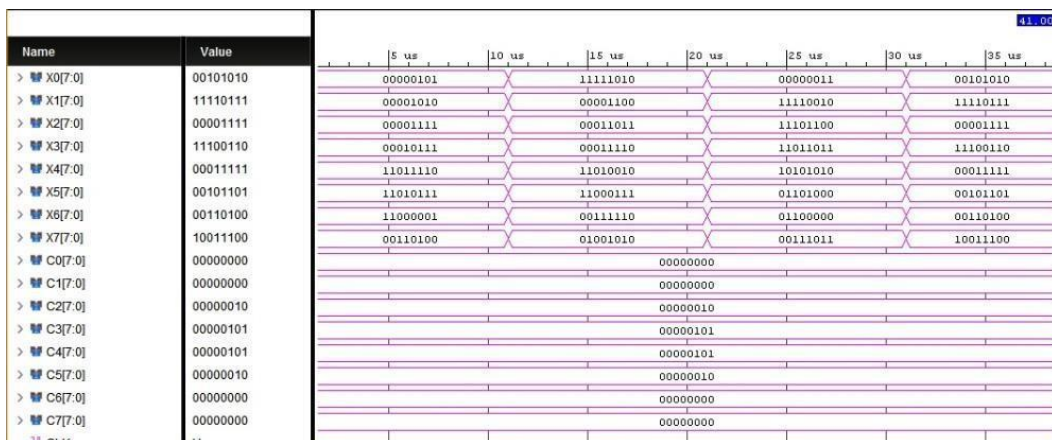 41.00
Name Value 5 us 10 us 15 us 20 us 25 us 30 us 35 us
X0[7:0] 00101010 00000101 11111010 00000011 00101010
X1[7:0] 11110111 00001010 00001100 11110010 11110111
X2[7:0] 00001111 00001111 00011011 11101100 00001111
X3[7:0] 11100110 00010111 00011110 11011011 11100110
X4[7:0] 00011111 11011110 11010010 10101010 00011111
X5[7:0] 00101101 11010111 11000111 01101000 00101101
X6[7:0] 00110100 11000001 00111110 01100000 00110100
X7[7:0] 10011100 00110100 01001010 00111011 10011100
C0[7:0] 00000000 00000000
C1[7:0] 00000000 00000000
C2[7:0] 00000010 00000010
C3[7:0] 00000101 00000101
C4[7:0] 00000101 00000101
C5[7:0] 00000010 00000010
C6[7:0] 00000000 00000000
C7[7:0] 00000000 00000000